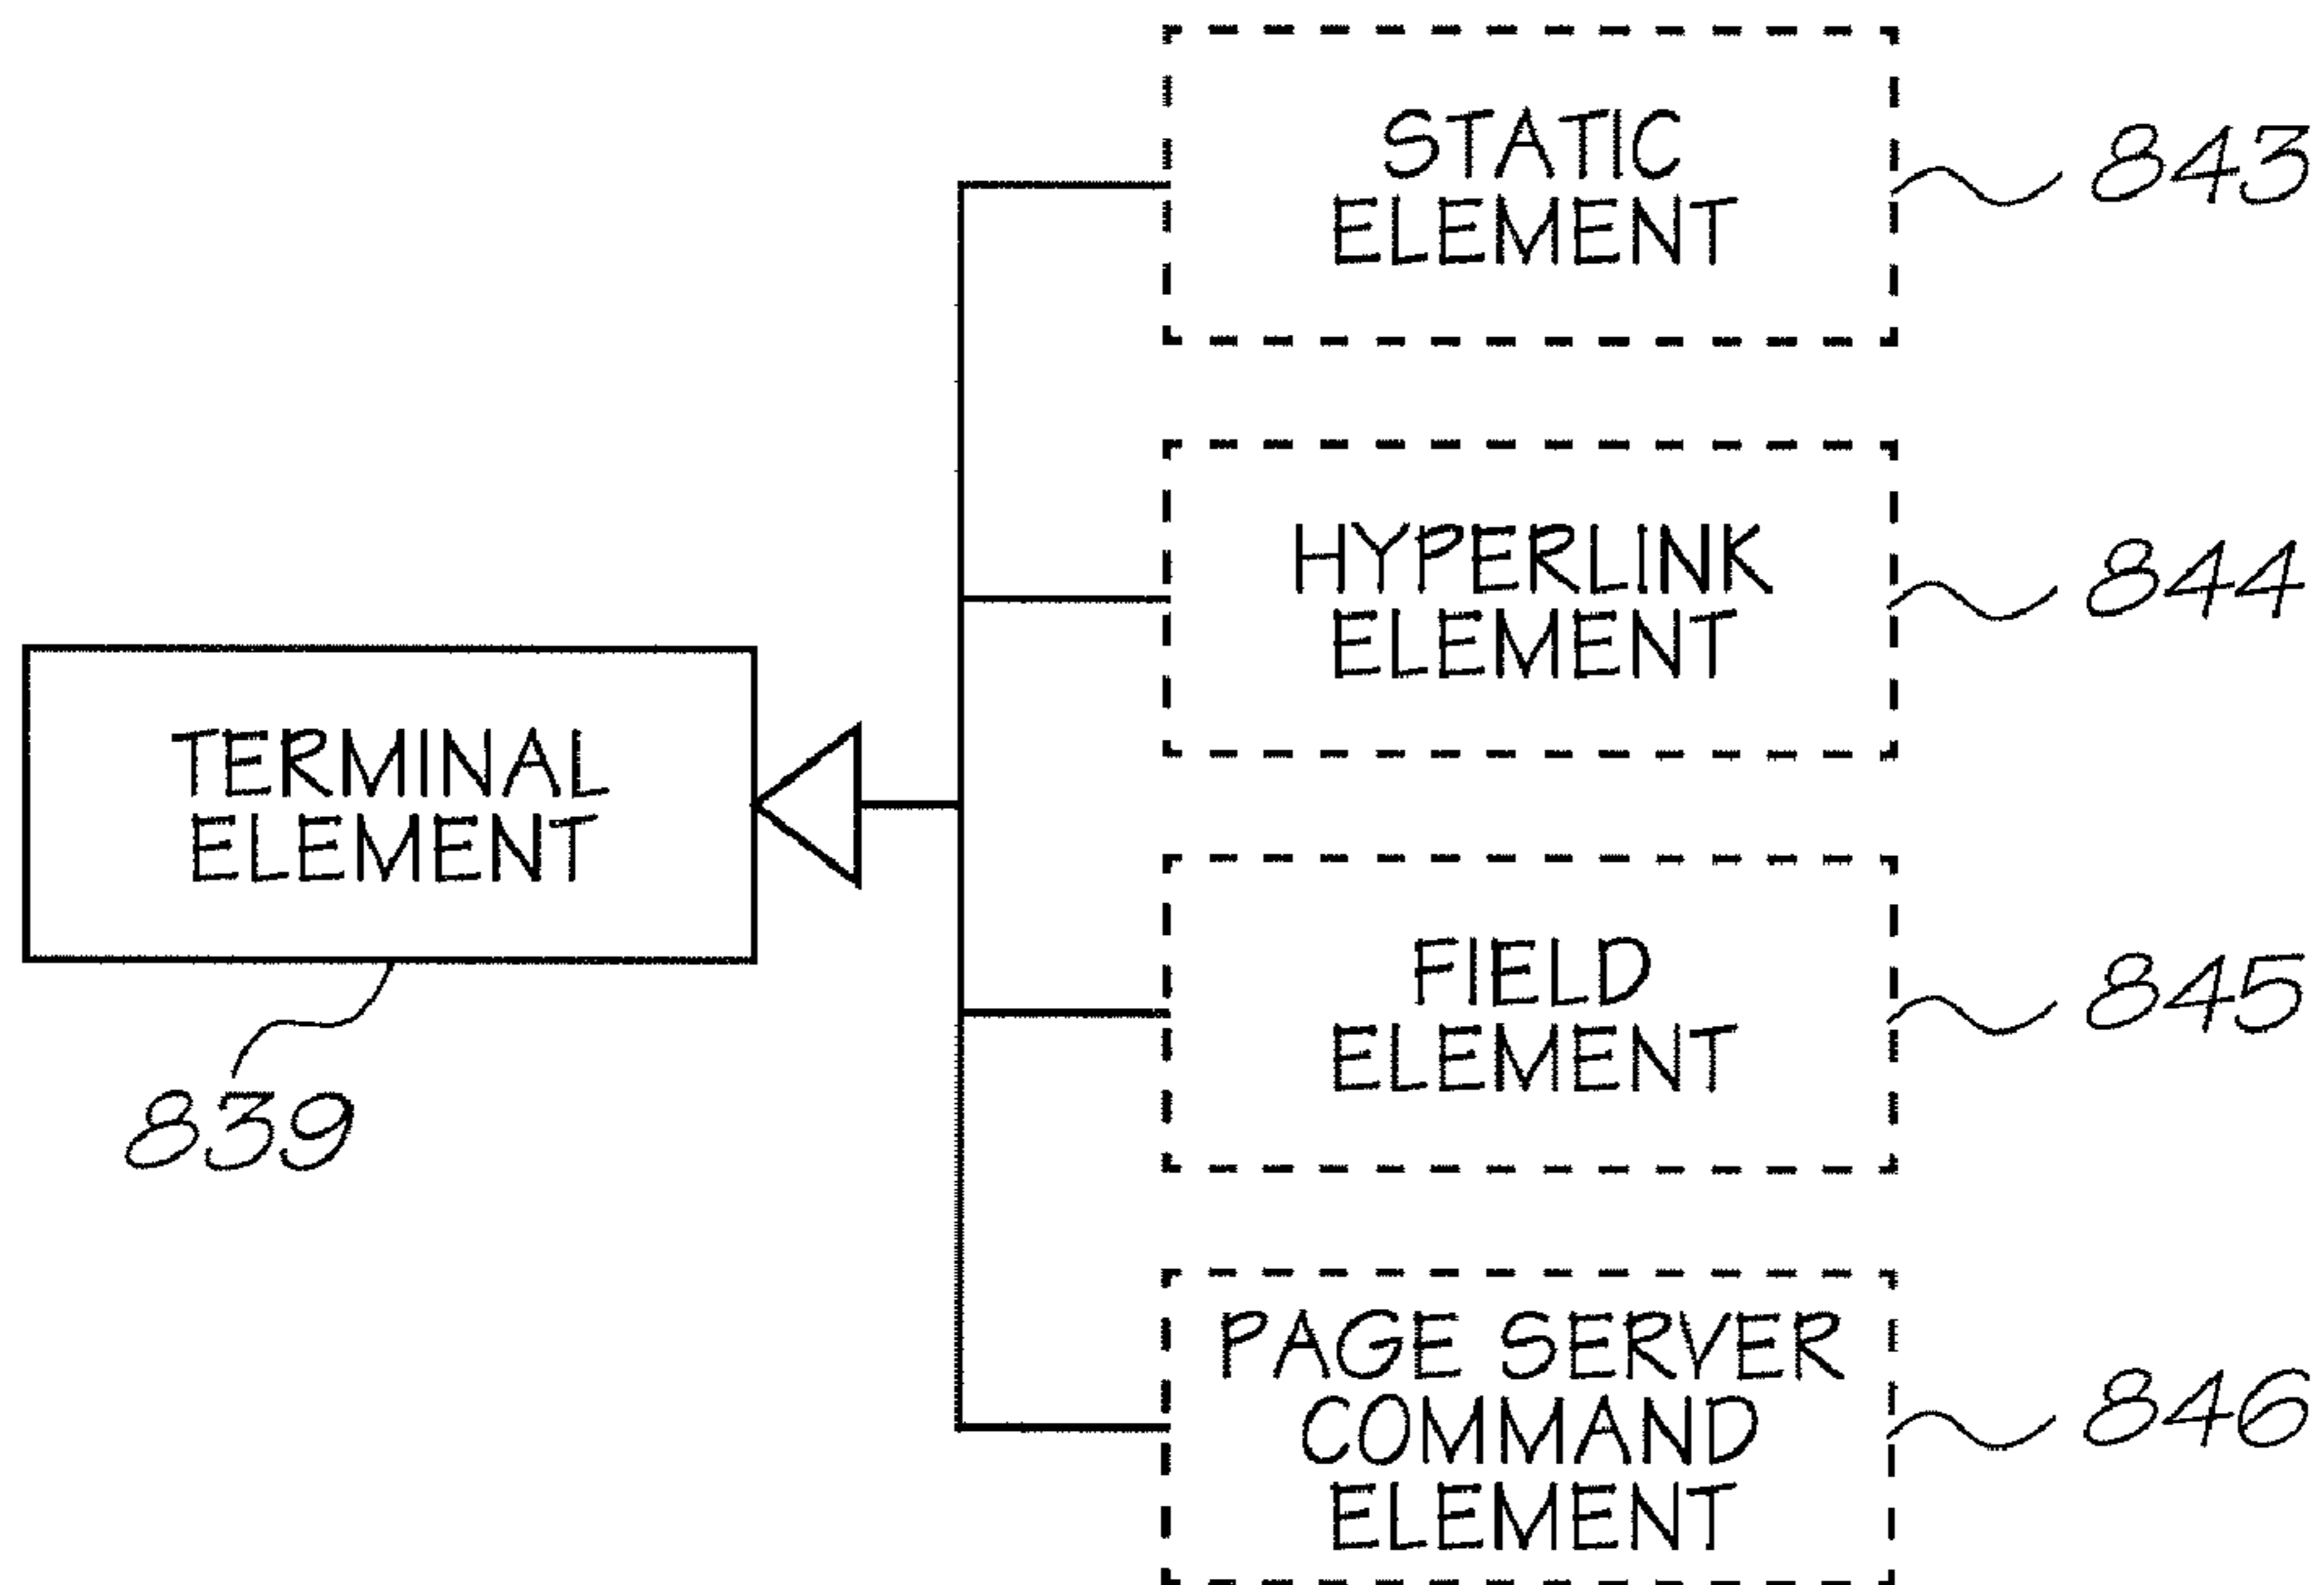 STATIC
ELEMENT
843
HYPERLINK
ELEMENT
844
TERMINAL
ELEMENT
839
FIELD
ELEMENT
845
PAGE SERVER
COMMAND
ELEMENT
846